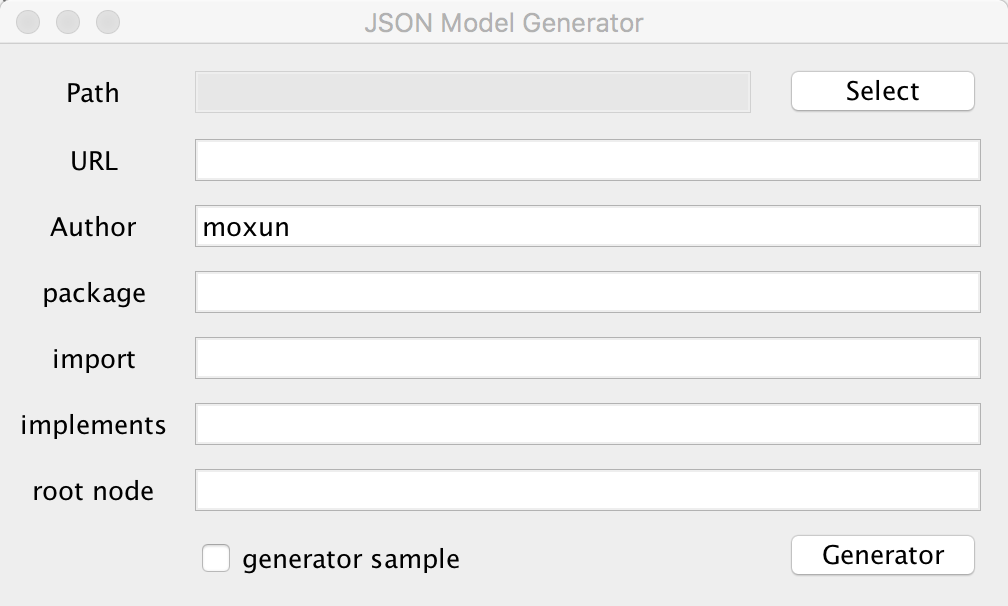 JSON Model Generator
Path Select
URL
Author moxun
package
import
implements
root node
generator sample Generator